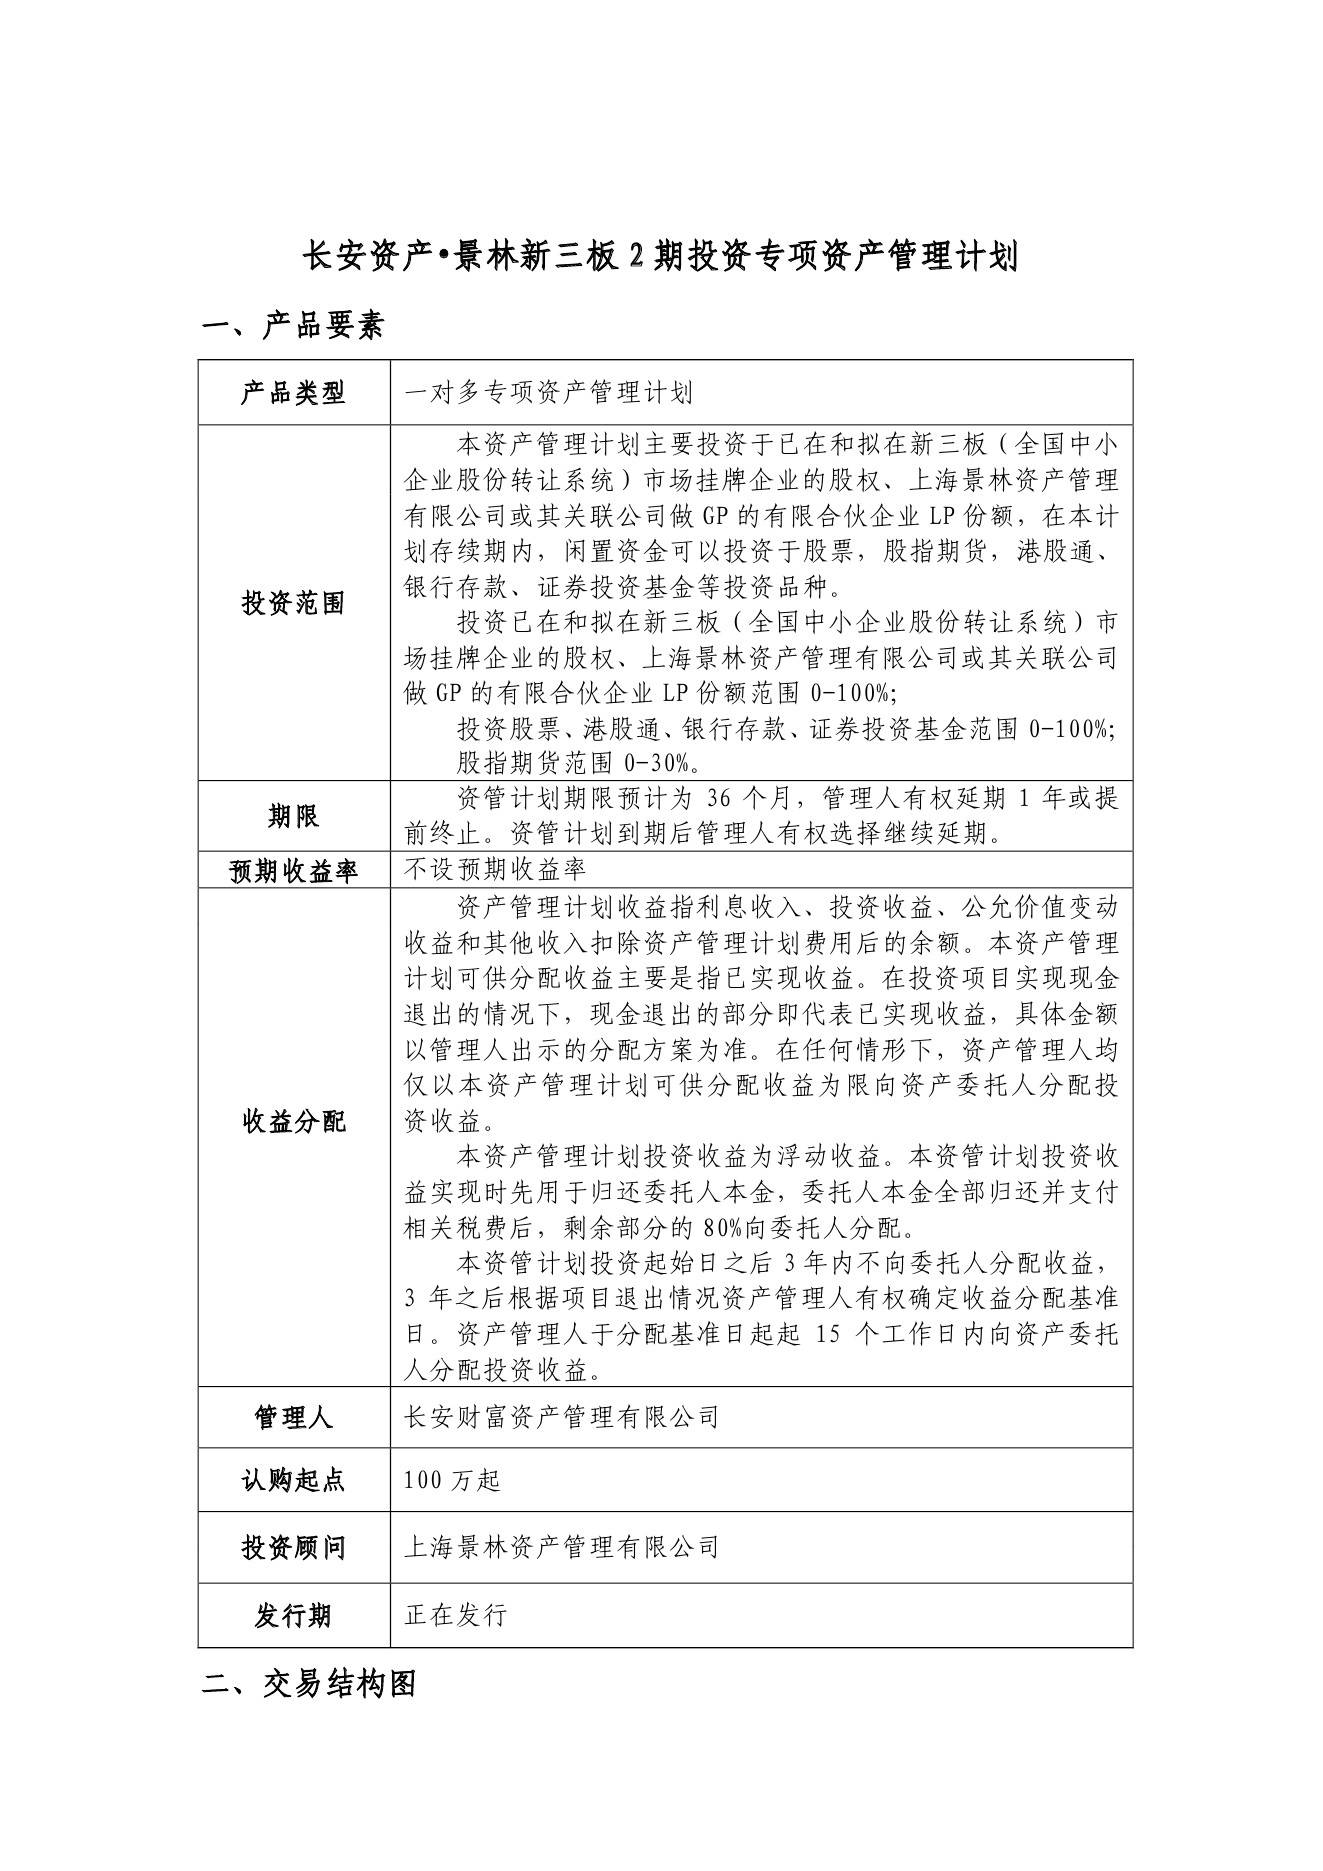 长安资产•景林新三板 2 期投资专项资产管理计划
一、产品要素
产品类型
一对多专项资产管理计划
投资范围
本资产管理计划主要投资于已在和拟在新三板（全国中小
企业股份转让系统）市场挂牌企业的股权、上海景林资产管理
有限公司或其关联公司做 GP 的有限合伙企业 LP 份额，在本计
划存续期内，闲置资金可以投资于股票，股指期货，港股通、
银行存款、证券投资基金等投资品种。
投资已在和拟在新三板（全国中小企业股份转让系统）市
场挂牌企业的股权、上海景林资产管理有限公司或其关联公司
做 GP 的有限合伙企业 LP 份额范围 0-100%；
投资股票、港股通、银行存款、证券投资基金范围 0-100%；
股指期货范围 0-30%。
期限
资管计划期限预计为 36 个月，管理人有权延期 1 年或提
前终止。资管计划到期后管理人有权选择继续延期。
预期收益率
不设预期收益率
收益分配
资产管理计划收益指利息收入、投资收益、公允价值变动
收益和其他收入扣除资产管理计划费用后的余额。本资产管理
计划可供分配收益主要是指已实现收益。在投资项目实现现金
退出的情况下，现金退出的部分即代表已实现收益，具体金额
以管理人出示的分配方案为准。在任何情形下，资产管理人均
仅以本资产管理计划可供分配收益为限向资产委托人分配投
资收益。
本资产管理计划投资收益为浮动收益。本资管计划投资收
益实现时先用于归还委托人本金，委托人本金全部归还并支付
相关税费后，剩余部分的 80%向委托人分配。
本资管计划投资起始日之后 3 年内不向委托人分配收益，
3 年之后根据项目退出情况资产管理人有权确定收益分配基准
日。资产管理人于分配基准日起起 15 个工作日内向资产委托
人分配投资收益。
管理人
长安财富资产管理有限公司
认购起点
100 万起
投资顾问
上海景林资产管理有限公司
发行期
正在发行
二、交易结构图